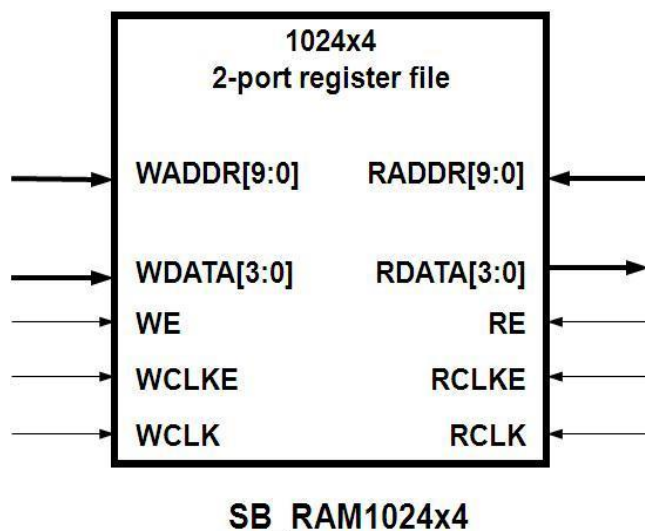 1024x4
2-port register file
WADDR[9:0] RADDR[9:0]
WDATA[3:0] RDATA[3:0]
WE RE
WCLKE RCLKE
WCLK RCLK
SB_RAM1024x4